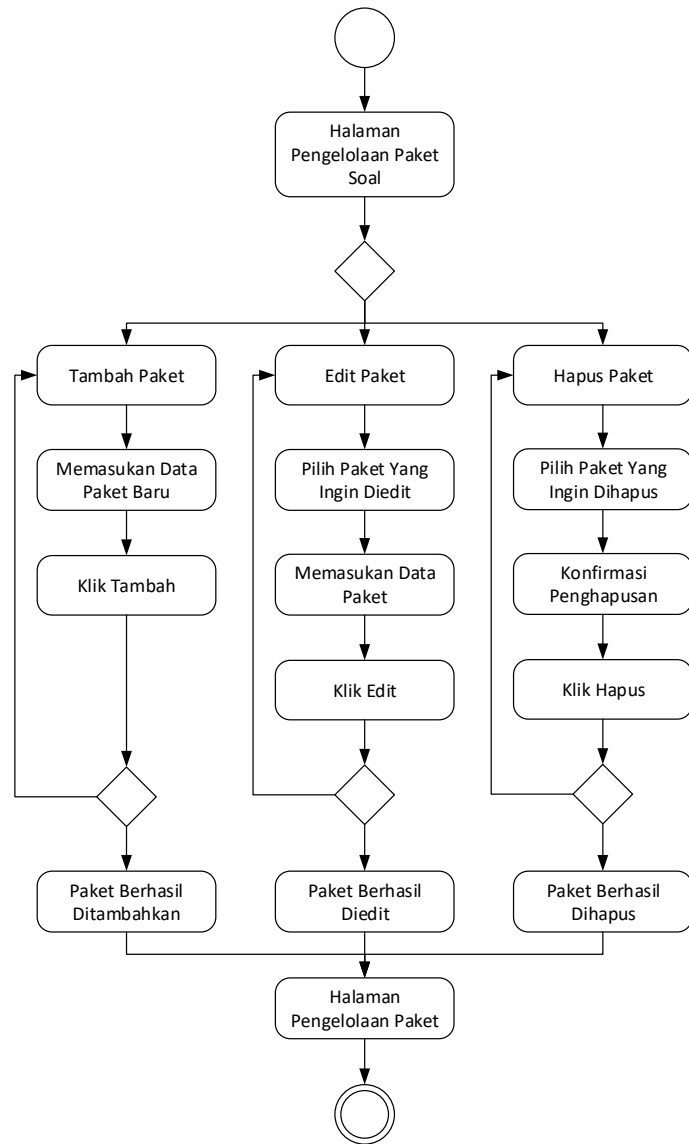 Halaman
Pengelolaan Paket
Soal
Tambah Paket
Edit Paket
Hapus Paket
Memasukan Data
Paket Baru
Pilih Paket Yang
Ingin Diedit
Pilih Paket Yang
Ingin Dihapus
Klik Tambah
Memasukan Data
Paket
Konfirmasi
Penghapusan
Klik Edit
Klik Hapus
Paket Berhasil
Ditambahkan
Paket Berhasil
Diedit
Paket Berhasil
Dihapus
Halaman
Pengelolaan Paket